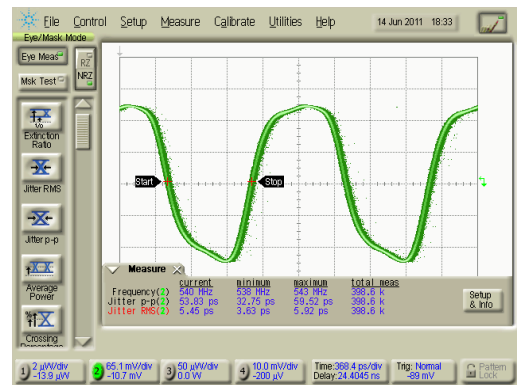 File Control Setup Measure Calibrate Utilities Help 14 Jun 2011 18:33
Eye/Mask Mode
Eye Meas
RZ
NRZ
Msk Test
Extinction
Ratio
Jitter RMS
Jitter p-p
Average
Power
Crossing
Start
Stop
Measure
current minimum maximum total meas
Frequency(2) 540 MHz 538 MHz 543 MHz 398.6 k
Jitter p-p(2) 53.83 ps 32.75 ps 59.52 ps 398.6 k
Jitter RMS(2) 5.45 ps 3.63 ps 5.92 ps 398.6 k
Setup
& Info
1 2 µW/div
-13.9 µW
2 65.1 mW/div
-10.7 mV
3 50 µW/div
0.0 W
4 10.0 mV/div
-200 µV
Time:368.4 ps/div
Delay:24.4045 ns
Trig: Normal
-89 mV
Pattern
Lock